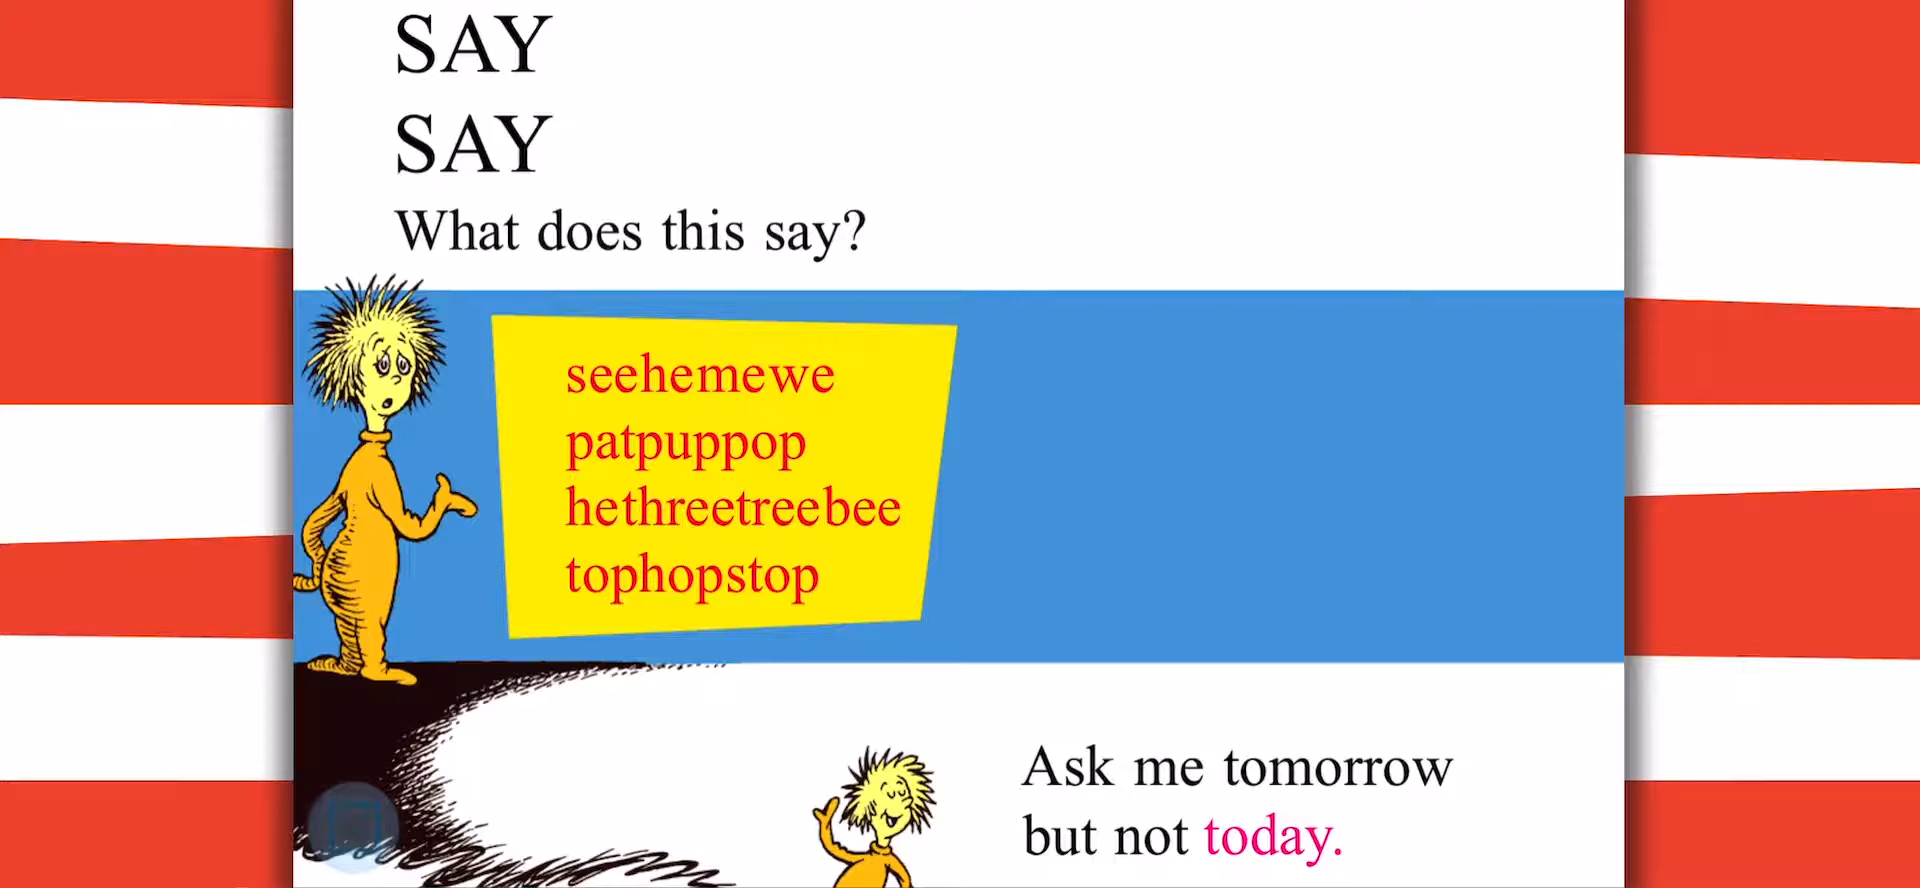 SAY
SAY
What does this say?
seehemewe
patpuppop
hethreetreebee
tophopstop
Ask me tomorrow
but not today.